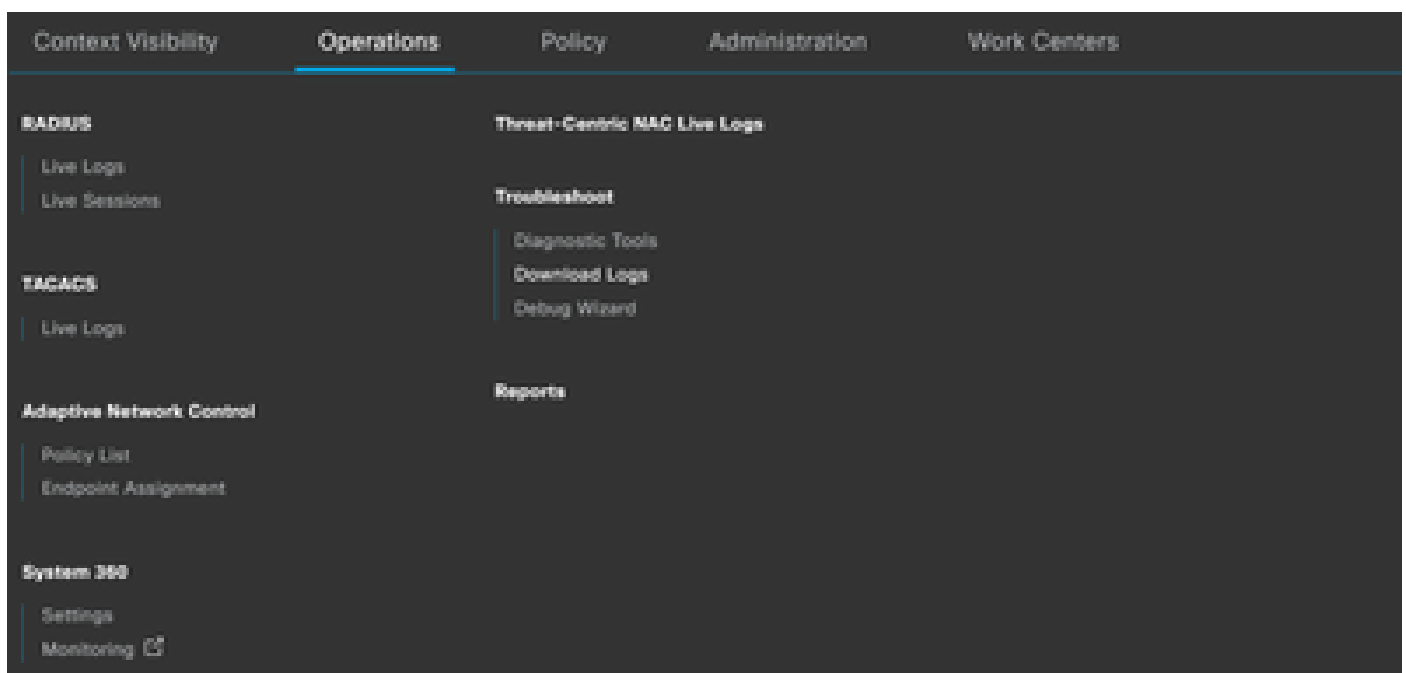 Context Visibility Operations Policy Administration Work Centers
RADIUS
Live Logs
Live Sessions
TACACS
Live Logs
Adaptive Network Control
Policy List
Endpoint Assignment
System 360
Settings
Monitoring
Threat-Centric NAC Live Logs
Troubleshoot
Diagnostic Tools
Download Logs
Debug Wizard
Reports